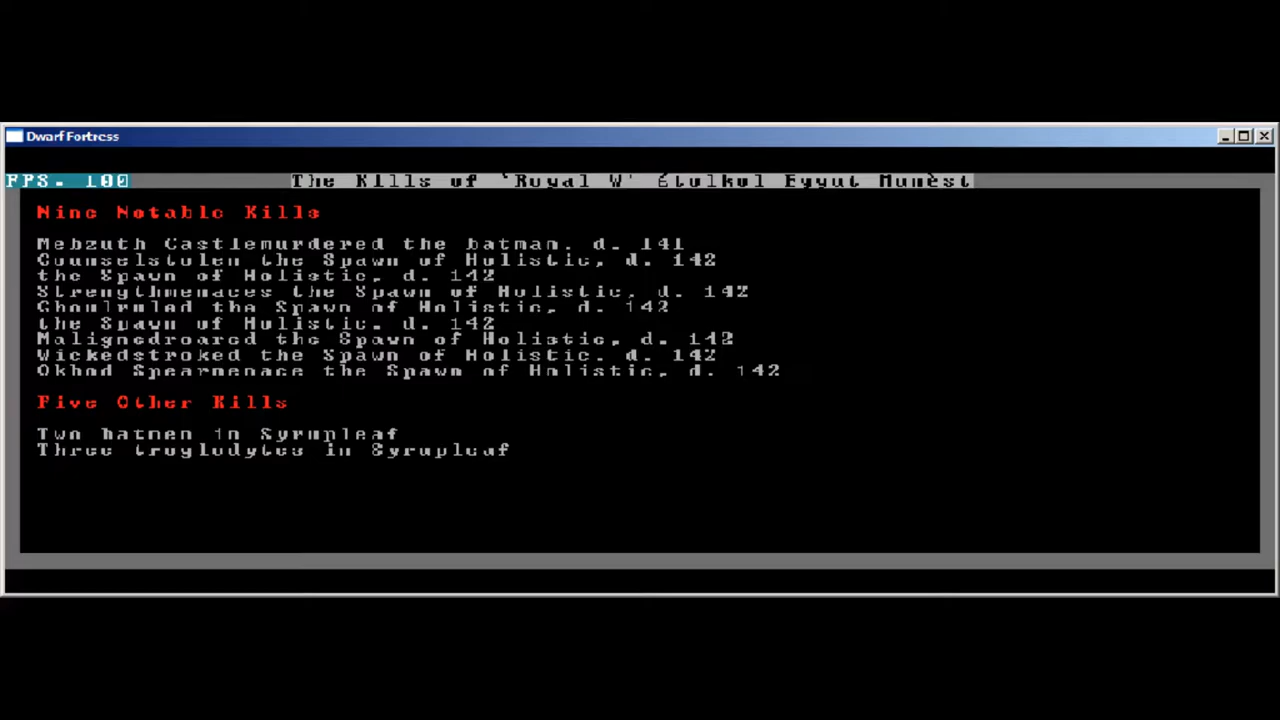 Dwarf Fortress
FPS: 100
The Kills of `Royal W'
Nine Notable Kills
Mebzuth Castlemurdered the batman, d. 141
Counselstolen the Spawn of Holistic, d. 142
the Spawn of Holistic, d. 142
Strengthmenaces the Spawn of Holistic, d. 142
Ghoulruled the Spawn of Holistic, d. 142
the Spawn of Holistic, d. 142
Malignedroared the Spawn of Holistic, d. 142
Wickedstroked the Spawn of Holistic, d. 142
Okhod Spearmenace the Spawn of Holistic, d. 142
Five Other Kills
Two batmen in Syrupleaf
Three troglodytes in Syrupleaf